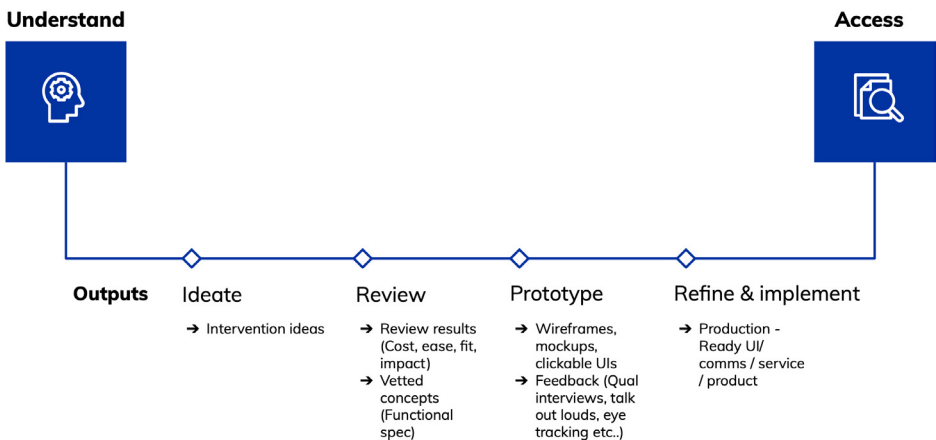 Understand
Access
Outputs
Ideate
➔ Intervention ideas
Review
➔ Review results
(Cost, ease, fit,
impact)
➔ Vetted
concepts
(Functional
spec)
Prototype
➔ Wireframes,
mockups,
clickable UIs
➔ Feedback (Qual
interviews, talk
out louds, eye
tracking etc..)
Refine & implement
➔ Production -
Ready UI/
comms / service
/ product